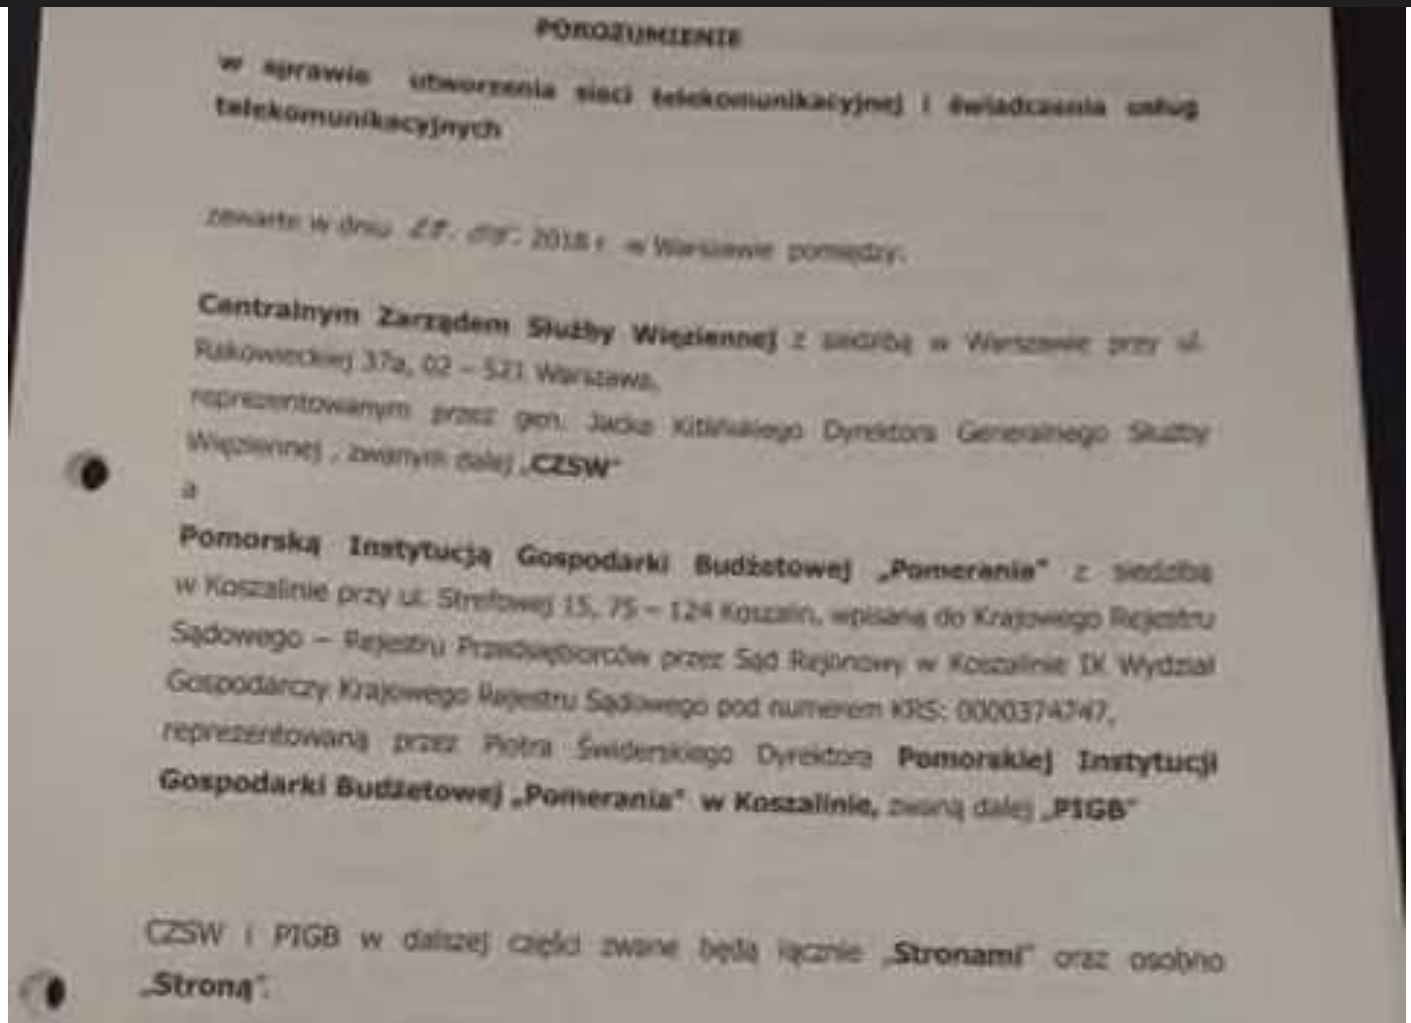 POROZUMIENIE
w sprawie utworzenia sieci telekomunikacyjnej i świadczenia usług
telekomunikacyjnych
zawarte w dniu 2018 r. w Warszawie pomiędzy:
Centralnym Zarządem Służby Więziennej z siedzibą w Warszawie przy ul.
Rakowieckiej 37a, 02 – 521 Warszawa,
reprezentowanym przez gen. Jacka Kitlińskiego Dyrektora Generalnego Służby
Więziennej , zwanym dalej „CZSW"
a
Pomorską Instytucją Gospodarki Budżetowej „Pomerania" z siedzibą
w Koszalinie przy ul. Strefowej 15, 75 – 124 Koszalin, wpisaną do Krajowego Rejestru
Sądowego – Rejestru Przedsiębiorców przez Sąd Rejonowy w Koszalinie IX Wydział
Gospodarczy Krajowego Rejestru Sądowego pod numerem KRS: 0000374747,
reprezentowaną przez Piotra Świderskiego Dyrektora Pomorskiej Instytucji
Gospodarki Budżetowej „Pomerania" w Koszalinie, zwaną dalej „PIGB"
CZSW i PIGB w dalszej części zwane będą łącznie „Stronami" oraz osobno
„Stroną".